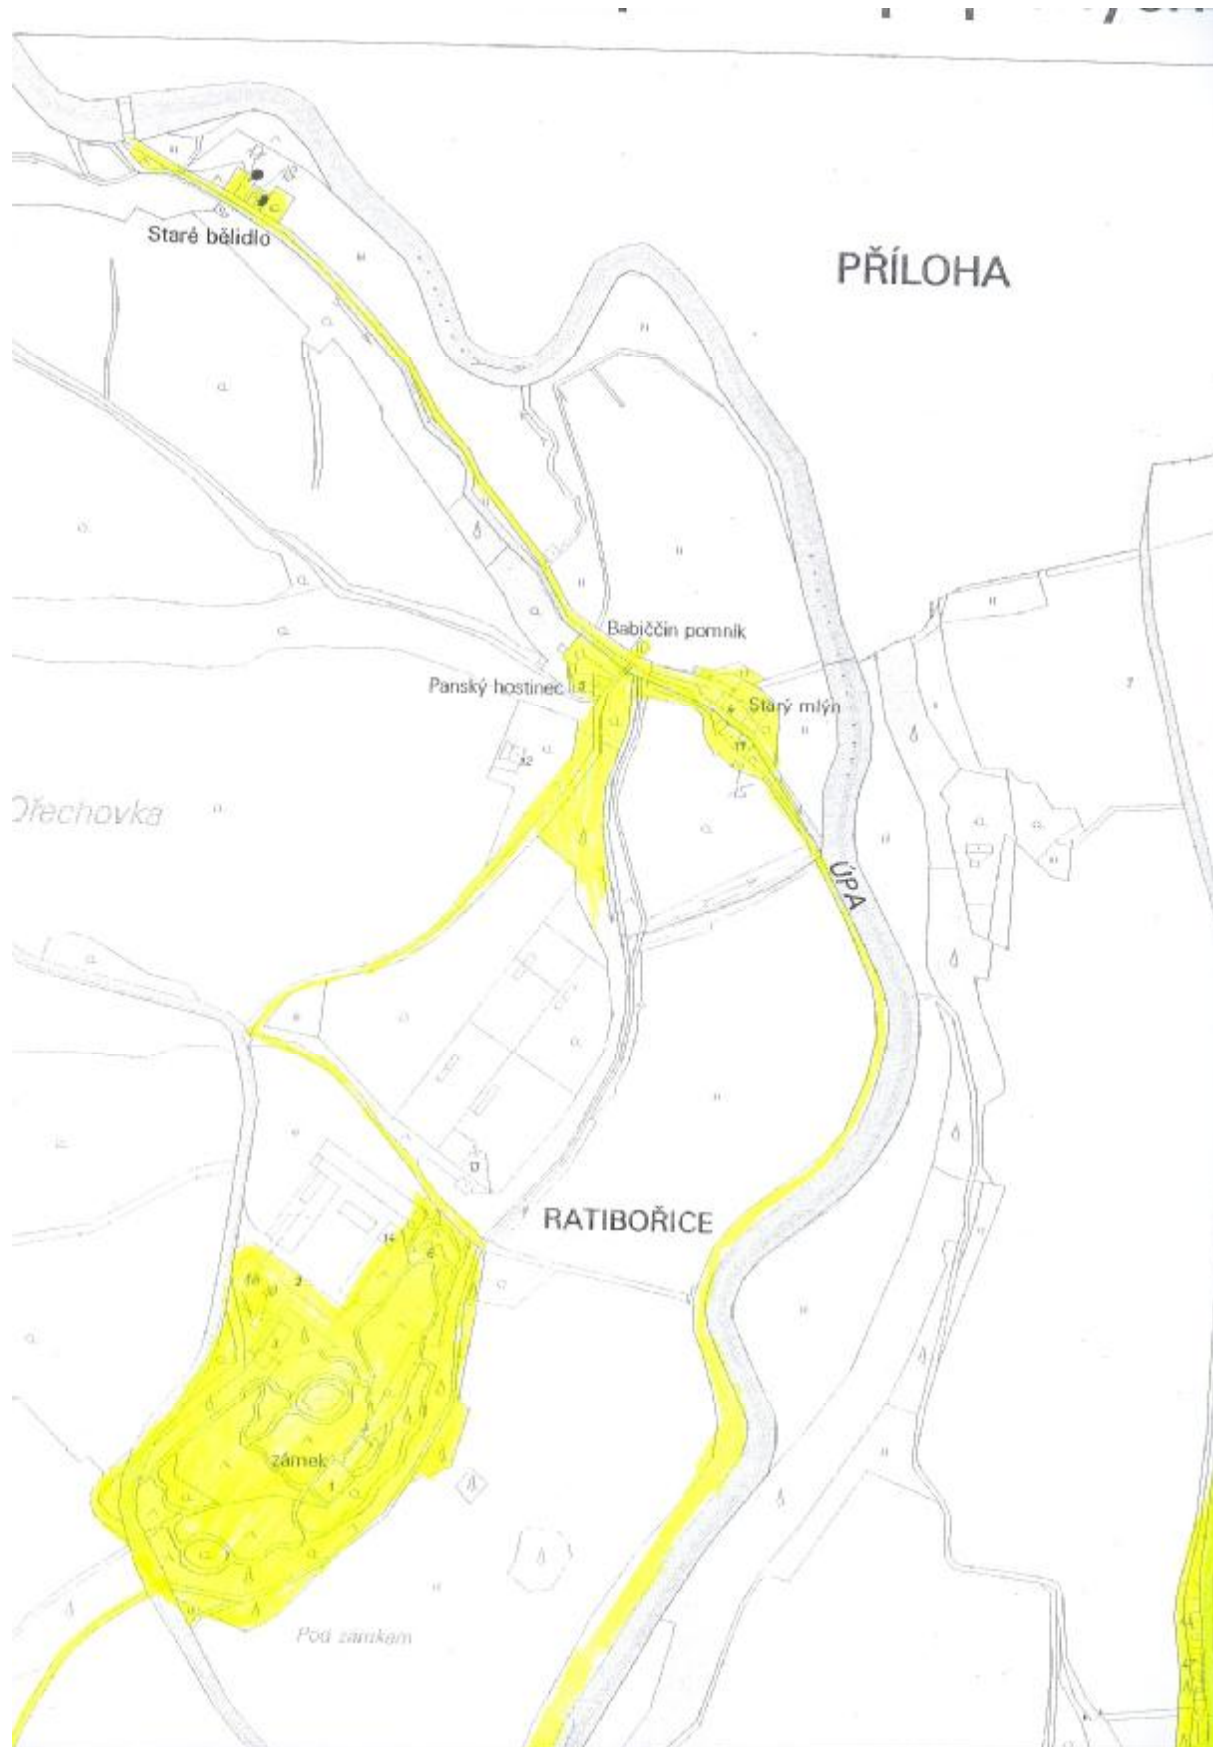 Staré bělidlo
PŘÍLOHA
Babiččin pomník
Panský hostinec
Starý mlýn
Ořechovka
ÚPA
RATIBOŘICE
zámek
Pod zámkem